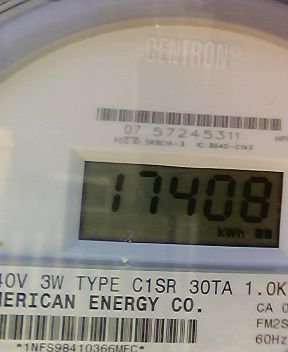 CENTRON®
07 57245311
17408
kWh
40V 3W TYPE C1SR 30TA 1.0K
MERICAN ENERGY CO.
CA 0
FM2S
60Hz
*1NFS98410366MFC*